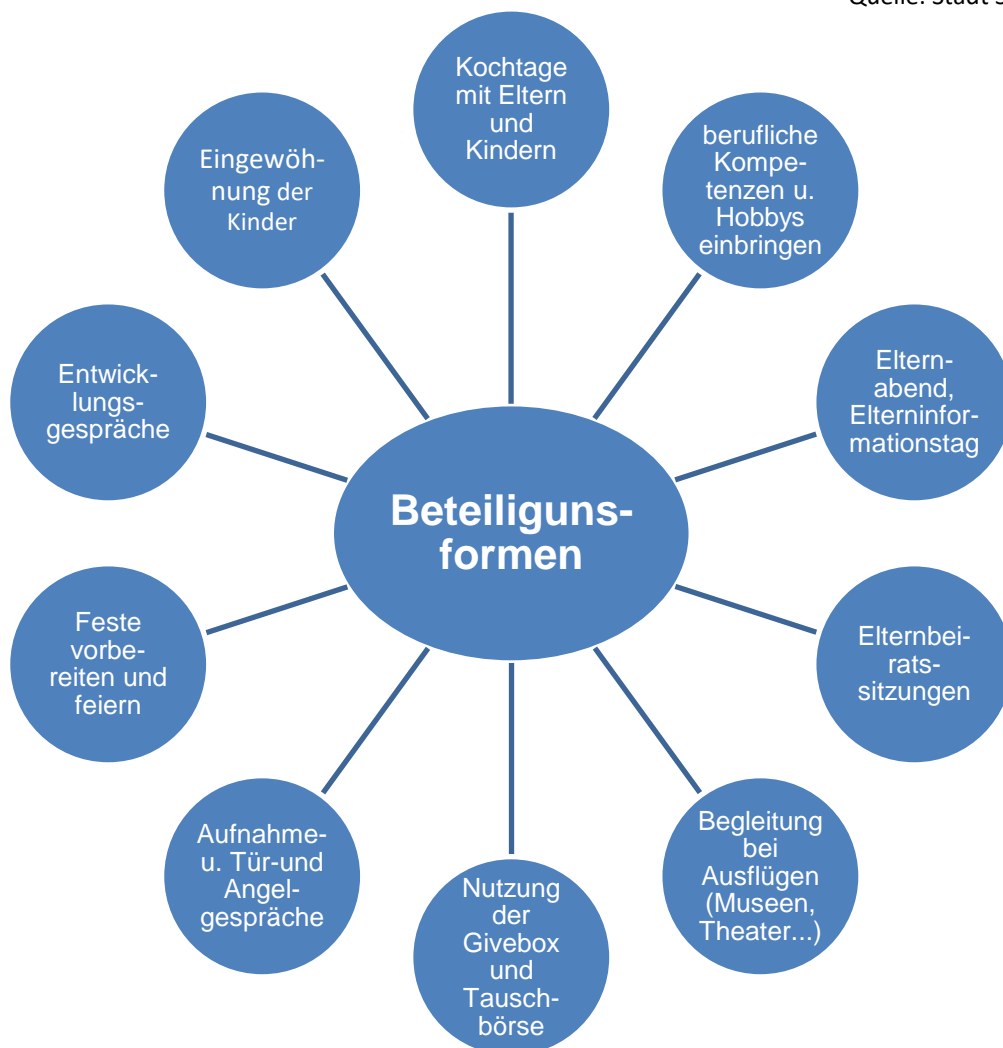 Quelle: Stadt
Kochtage
mit Eltern
und
Kindern
berufliche
Kompe-
tenzen u.
Hobbys
einbringen
Eltern-
abend,
Elterninfor-
mationstag
Elternbei-
rats-
sitzungen
Begleitung
bei
Ausflügen
(Museen,
Theater...)
Nutzung
der
Givebox
und
Tausch-
börse
Aufnahme-
u. Tür-und
Angel-
gespräche
Feste
vorbe-
reiten und
feiern
Entwick-
lungs-
gespräche
Eingewöh-
nung der
Kinder
Beteiliguns-
formen